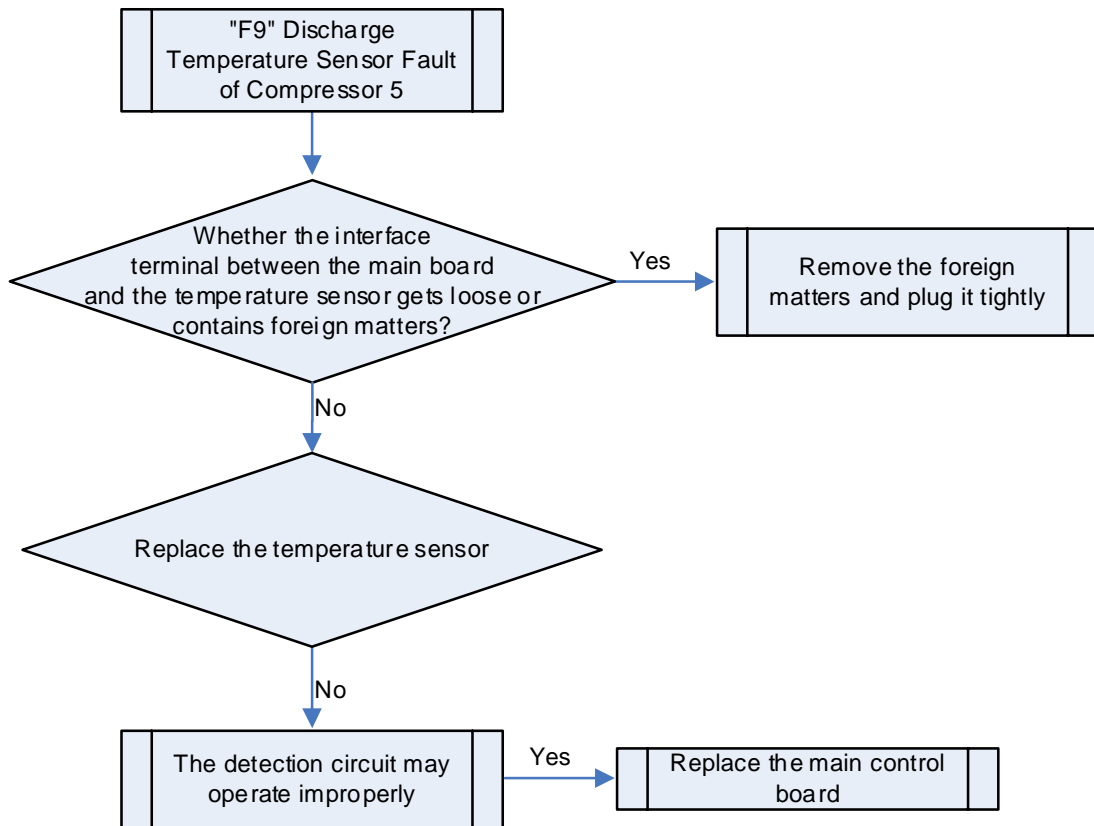 "F9" Discharge
Temperature Sensor Fault
of Compressor 5
Whether the interface
terminal between the main board
and the temperature sensor gets loose or
contains foreign matters?
Yes
Remove the foreign
matters and plug it tightly
No
Replace the temperature sensor
No
The detection circuit may
operate improperly
Yes
Replace the main control
board